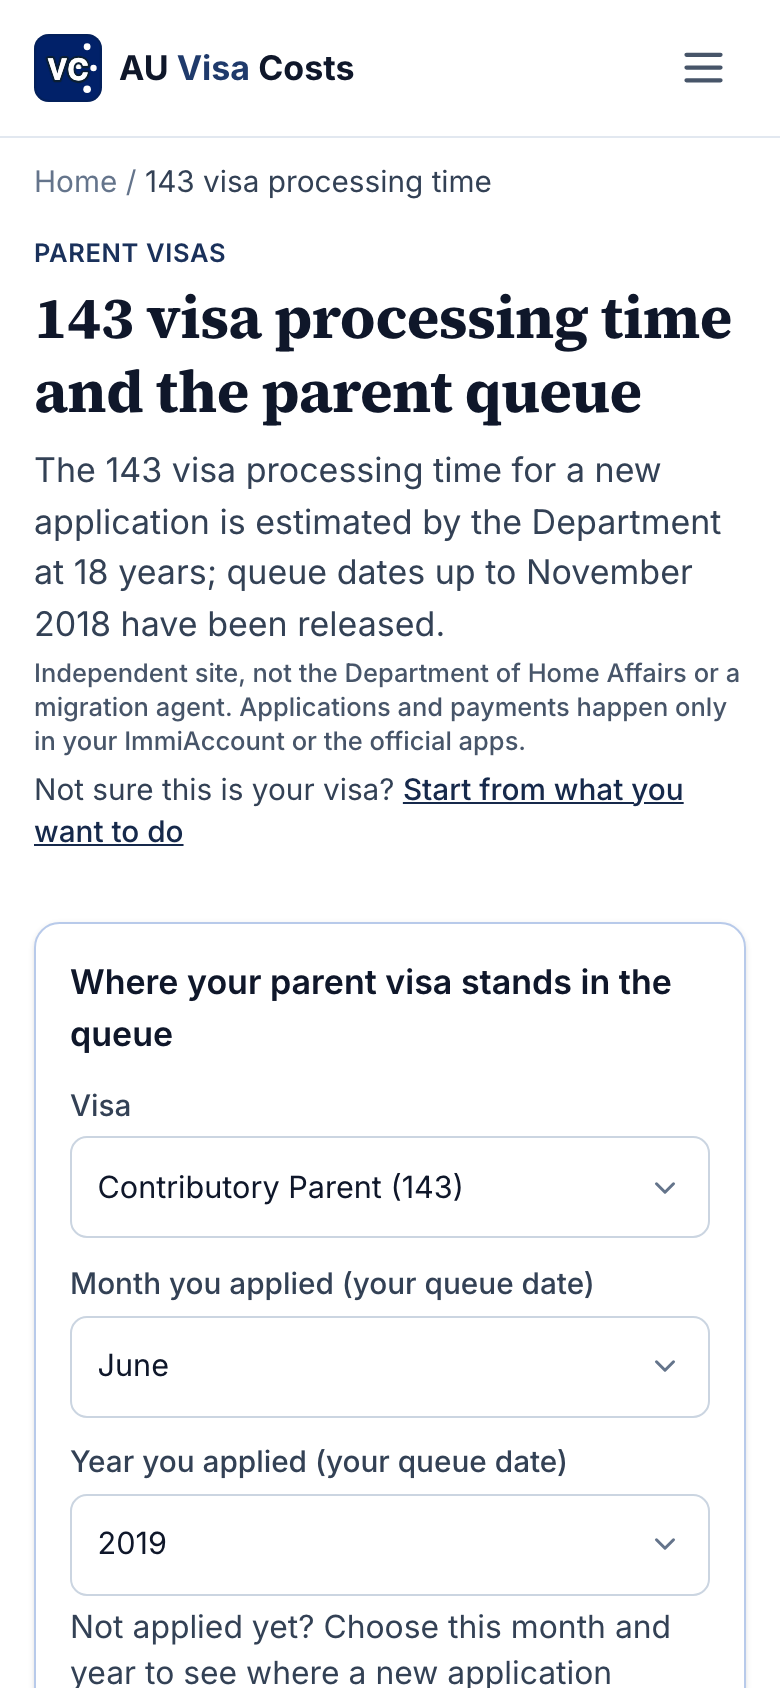 VC
AU Visa Costs
Home / 143 visa processing time
PARENT VISAS
143 visa processing time
and the parent queue
The 143 visa processing time for a new
application is estimated by the Department
at 18 years; queue dates up to November
2018 have been released.
Independent site, not the Department of Home Affairs or a
migration agent. Applications and payments happen only
in your ImmiAccount or the official apps.
Not sure this is your visa? Start from what you
want to do
Where your parent visa stands in the
queue
Visa
Contributory Parent (143)
Month you applied (your queue date)
June
Year you applied (your queue date)
2019
Not applied yet? Choose this month and
year to see where a new application